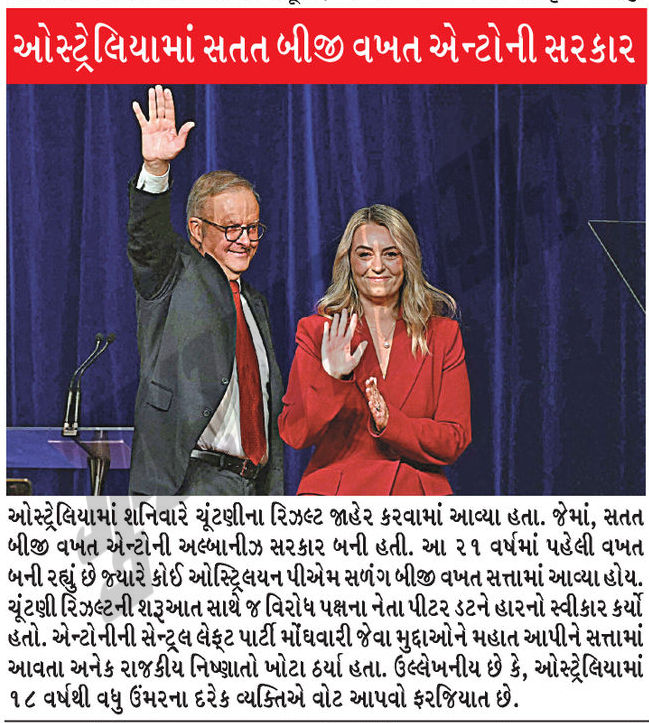 ઓસ્ટ્રેલિયામાં સતત બીજી વખત એન્ટોની સરકાર
ઓસ્ટ્રેલિયામાં શનિવારે ચૂંટણીના રિઝલ્ટ જાહેર કરવામાં આવ્યા હતા. જેમાં, સતત
બીજી વખત એન્ટોની અલ્બાનીઝ સરકાર બની હતી. આ ૨૧ વર્ષમાં પહેલી વખત
બની રહ્યું છે જ્યારે કોઈ ઓસ્ટ્રિલયન પીએમ સળંગ બીજી વખત સત્તામાં આવ્યા હોય.
ચૂંટણી રિઝલ્ટની શરૂઆત સાથે જ વિરોધ પક્ષના નેતા પીટર ડટને હારનો સ્વીકાર કર્યો
હતો. એન્ટોનીની સેન્ટ્રલ લેફ્ટ પાર્ટી મોંઘવારી જેવા મુદ્દાઓને મહાત આપીને સત્તામાં
આવતા અનેક રાજકીય નિષ્ણાતો ખોટા ઠર્યા હતા. ઉલ્લેખનીય છે કે, ઓસ્ટ્રેલિયામાં
૧૮ વર્ષથી વધુ ઉંમરના દરેક વ્યક્તિએ વોટ આપવો ફરજિયાત છે.